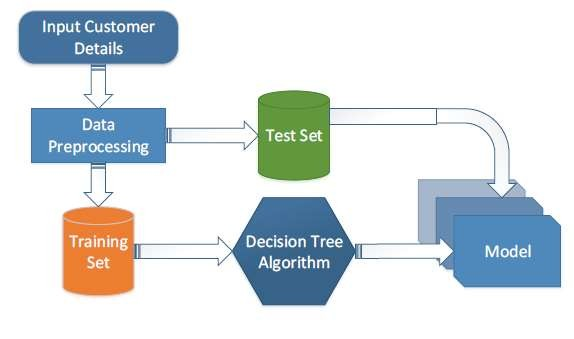 Input Customer
Details
Data
Preprocessing
Test Set
Training
Set
Decision Tree
Algorithm
Model